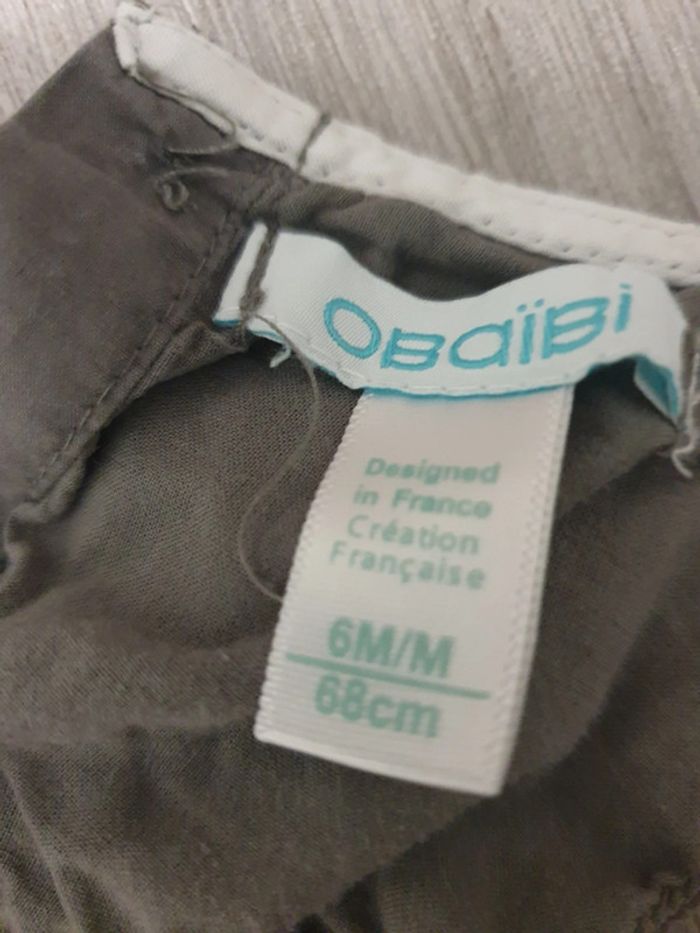 OBaïBi
Designed
in France
Création
Française
6M/M
68cm